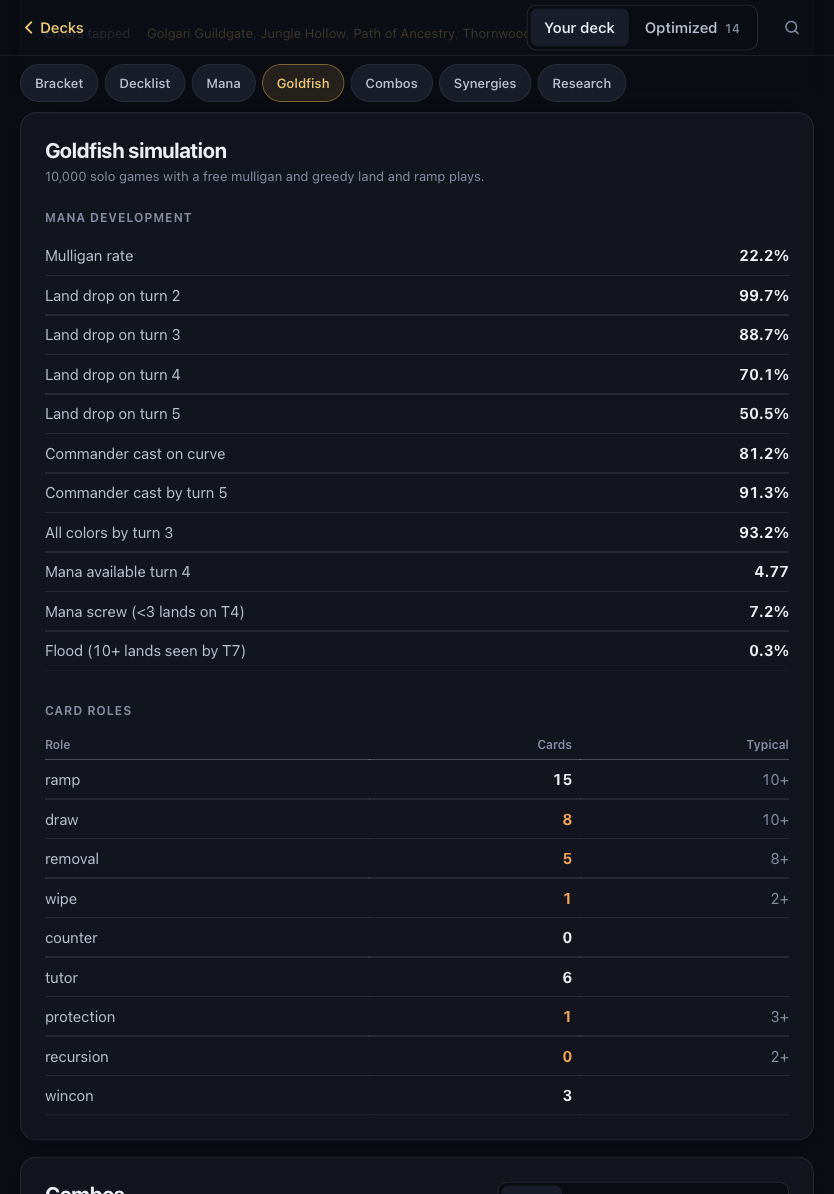 Decks
Enters tapped Golgari Guildgate, Jungle Hollow, Path of Ancestry, Thornwood
Your deck
Optimized 14
Bracket
Decklist
Mana
Goldfish
Combos
Synergies
Research
Goldfish simulation
10,000 solo games with a free mulligan and greedy land and ramp plays.
MANA DEVELOPMENT
Mulligan rate 22.2%
Land drop on turn 2 99.7%
Land drop on turn 3 88.7%
Land drop on turn 4 70.1%
Land drop on turn 5 50.5%
Commander cast on curve 81.2%
Commander cast by turn 5 91.3%
All colors by turn 3 93.2%
Mana available turn 4 4.77
Mana screw (<3 lands on T4) 7.2%
Flood (10+ lands seen by T7) 0.3%
CARD ROLES
Role Cards Typical
ramp 15 10+
draw 8 10+
removal 5 8+
wipe 1 2+
counter 0
tutor 6
protection 1 3+
recursion 0 2+
wincon 3
Combos